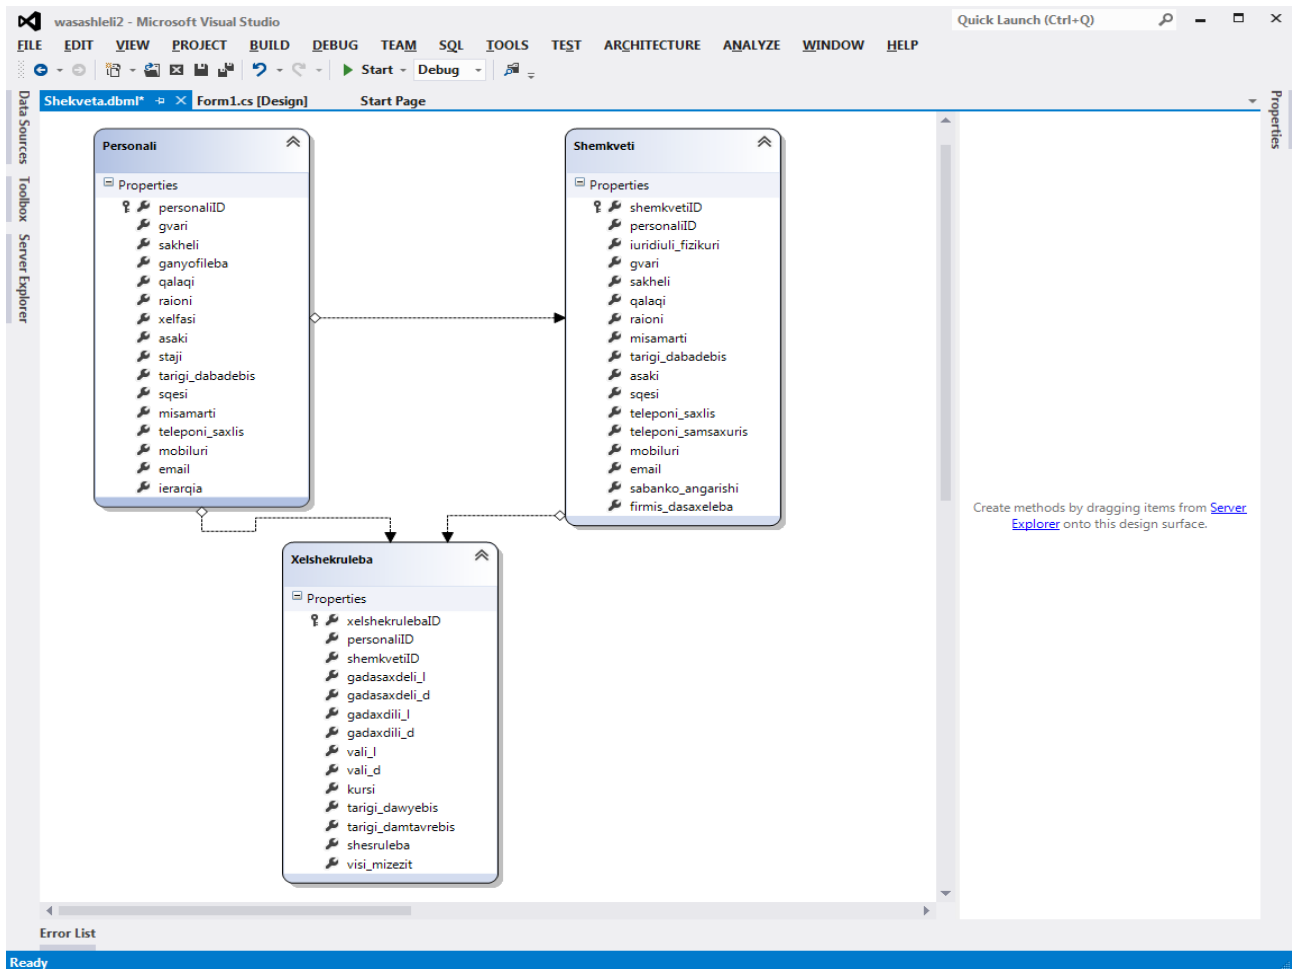 wasashleli2 - Microsoft Visual Studio
Quick Launch (Ctrl+Q)
FILE EDIT VIEW PROJECT BUILD DEBUG TEAM SQL TOOLS TEST ARCHITECTURE ANALYZE WINDOW HELP
Start Debug
Data Sources
Toolbox
Server Explorer
Shekveta.dbml* Form1.cs [Design] Start Page
Properties
Personali
Properties
personaliID
gvari
sakheli
ganyofileba
qalaqi
raioni
xelfasi
asaki
staji
tarigi_dabadebis
sqesi
misamarti
teleponi_saxlis
mobiluri
email
ierarqia
Shemkveti
Properties
shemkvetiID
personaliID
iuridiuli_fizikuri
gvari
sakheli
qalaqi
raioni
misamarti
tarigi_dabadebis
asaki
sqesi
teleponi_saxlis
teleponi_samsaxuris
mobiluri
email
sabanko_angarishi
firmis_dasaxeleba
Xelshekruleba
Properties
xelshekrulebaID
personaliID
shemkvetiID
gadasaxdeli_l
gadasaxdeli_d
gadaxdili_l
gadaxdili_d
vali_l
vali_d
kursi
tarigi_dawyebis
tarigi_damtavrebis
shesruleba
visi_mizezit
Create methods by dragging items from Server
Explorer onto this design surface.
Error List
Ready